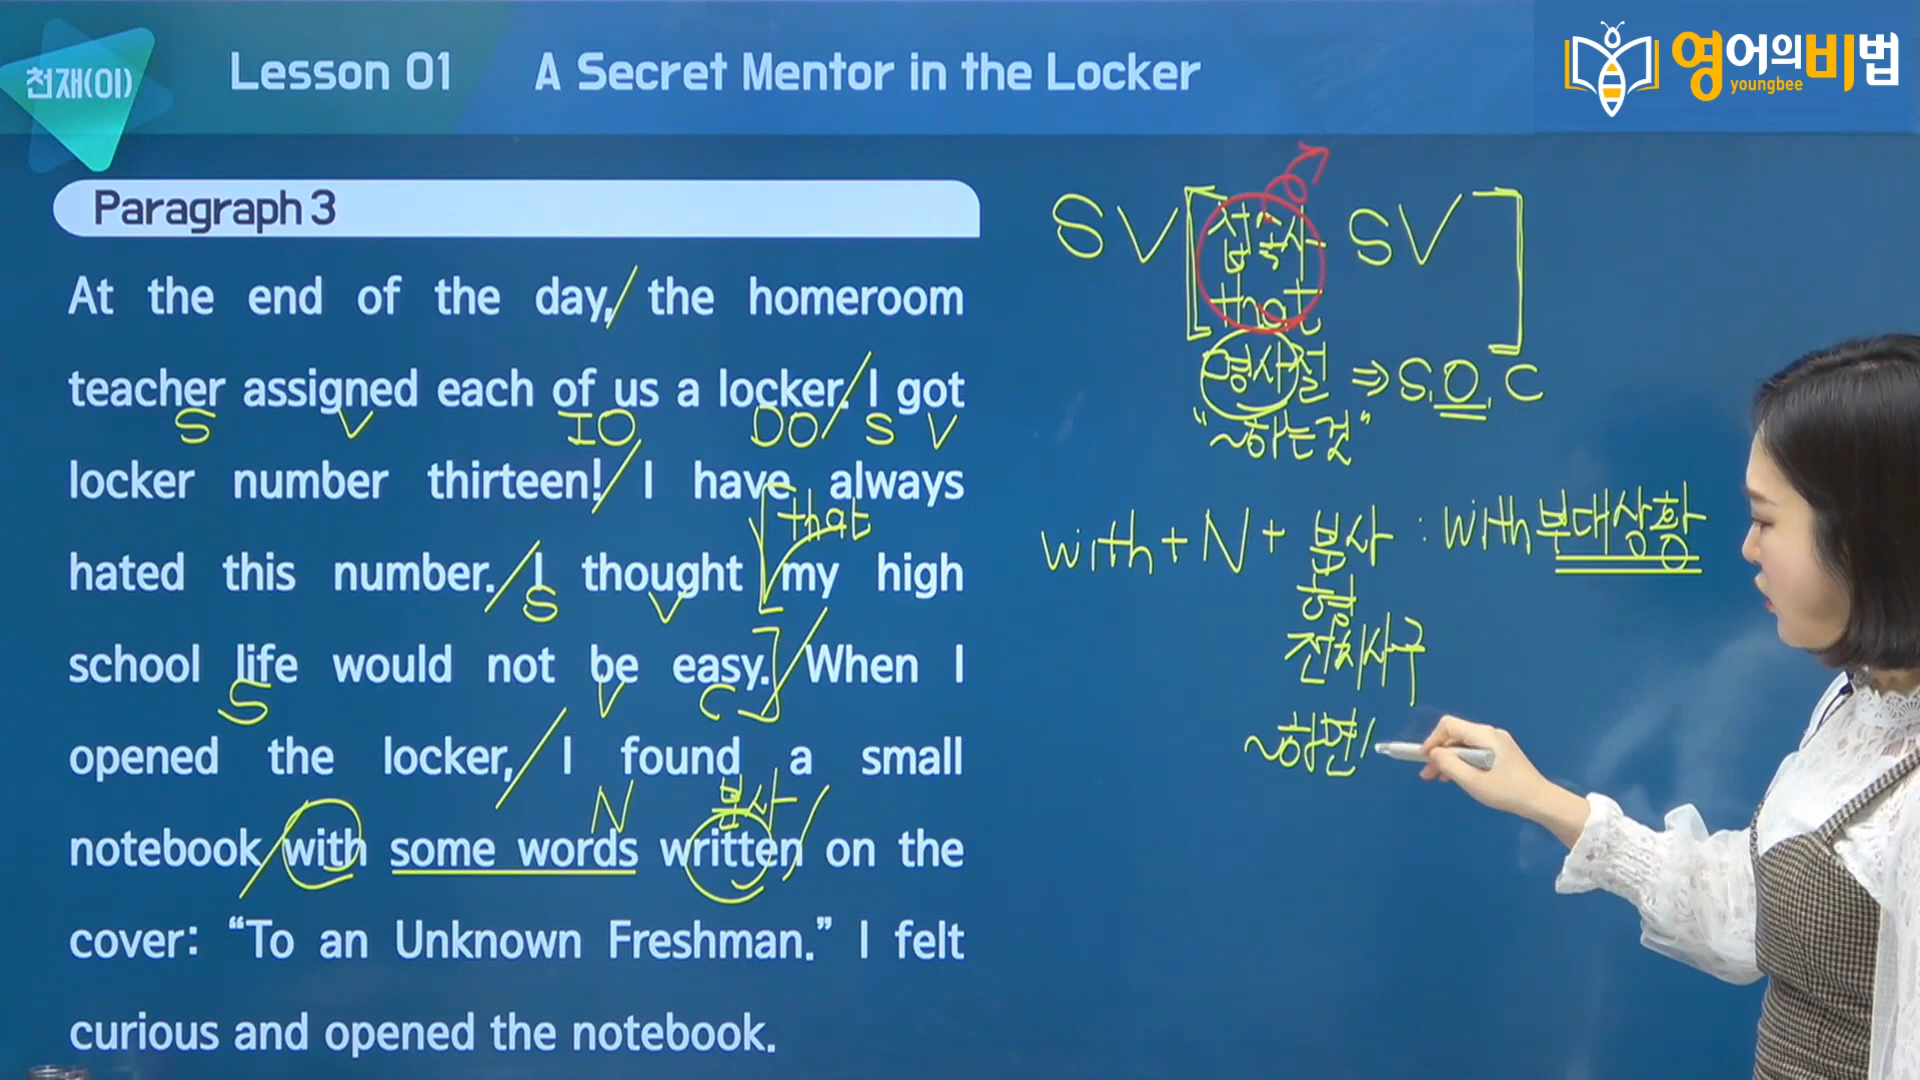 천재(이)
Lesson 01 A Secret Mentor in the Locker
영어의비법
youngbee
Paragraph 3
At the end of the day, the homeroom
teacher assigned each of us a locker. I got
S V IO DO S V
locker number thirteen! I have always
that
hated this number. I thought my high
S V
school life would not be easy. When I
S V C
opened the locker, I found a small
N 분사
notebook with some words written on the
cover: “To an Unknown Freshman.” I felt
curious and opened the notebook.
S V [ 접속사 S V ]
that
명사절 ⇒ S. O. C
"~하는 것"
with + N + 분사 : with 부대상황
형
전치사구
~하면